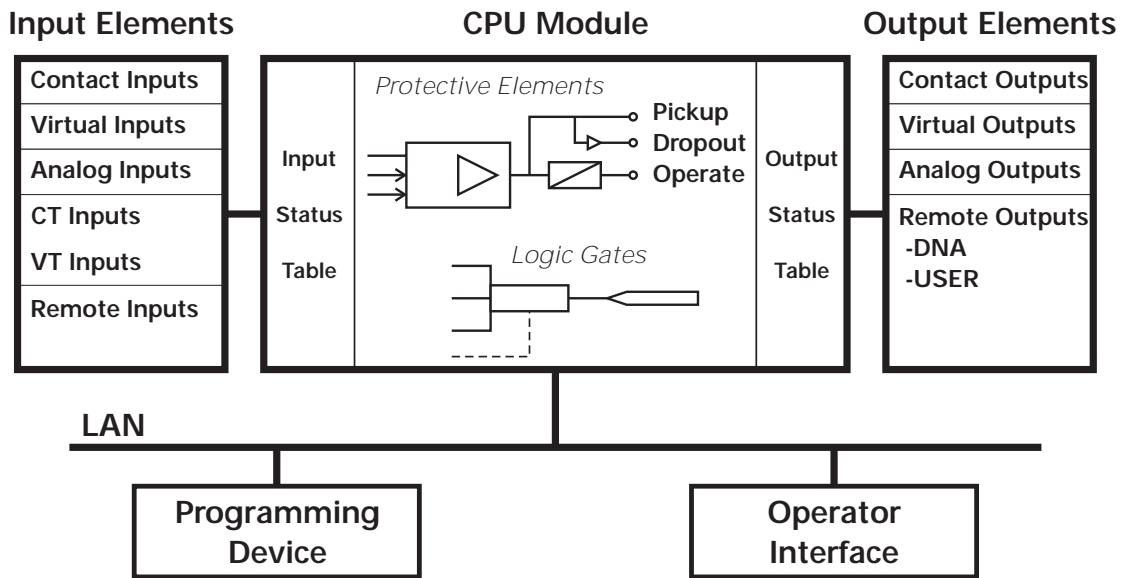 Input Elements
CPU Module
Output Elements
Contact Inputs
Virtual Inputs
Analog Inputs
CT Inputs
VT Inputs
Remote Inputs
Input
Status
Table
Protective Elements
Pickup
Dropout
Operate
Logic Gates
Output
Status
Table
Contact Outputs
Virtual Outputs
Analog Outputs
Remote Outputs
-DNA
-USER
LAN
Programming
Device
Operator
Interface